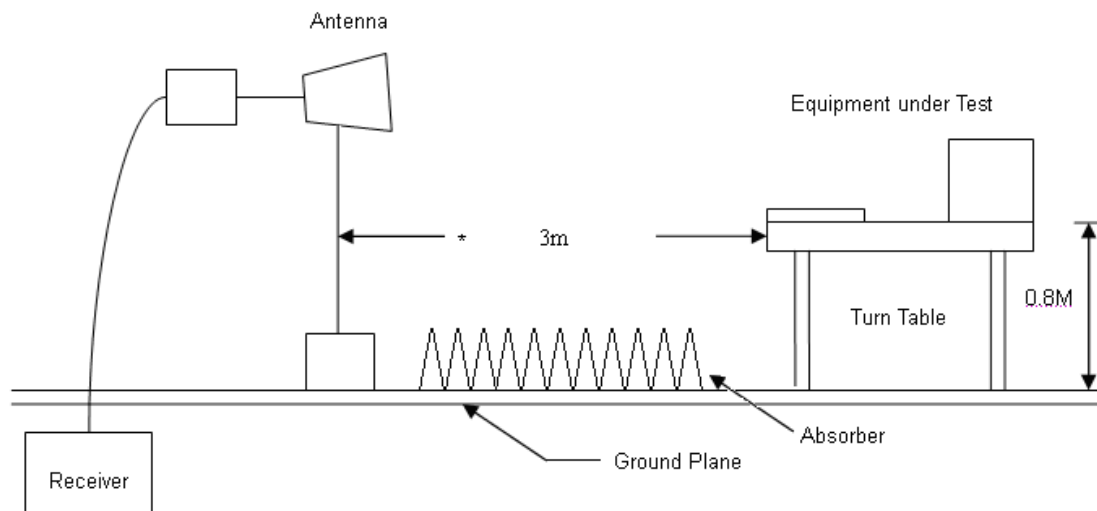 Antenna
Equipment under Test
* 3m
0.8M
Turn Table
Absorber
Ground Plane
Receiver